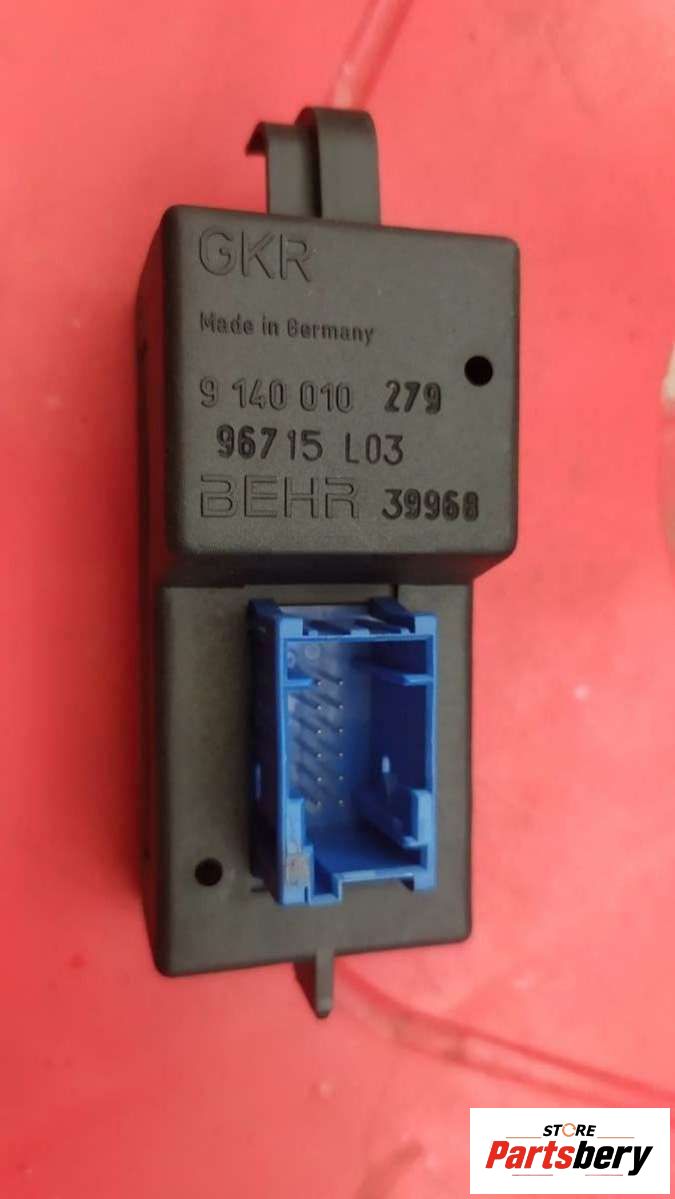 GKR
Made in Germany
9 140 010 279
96715 L03
BEHR 39968
STORE
Partsbery